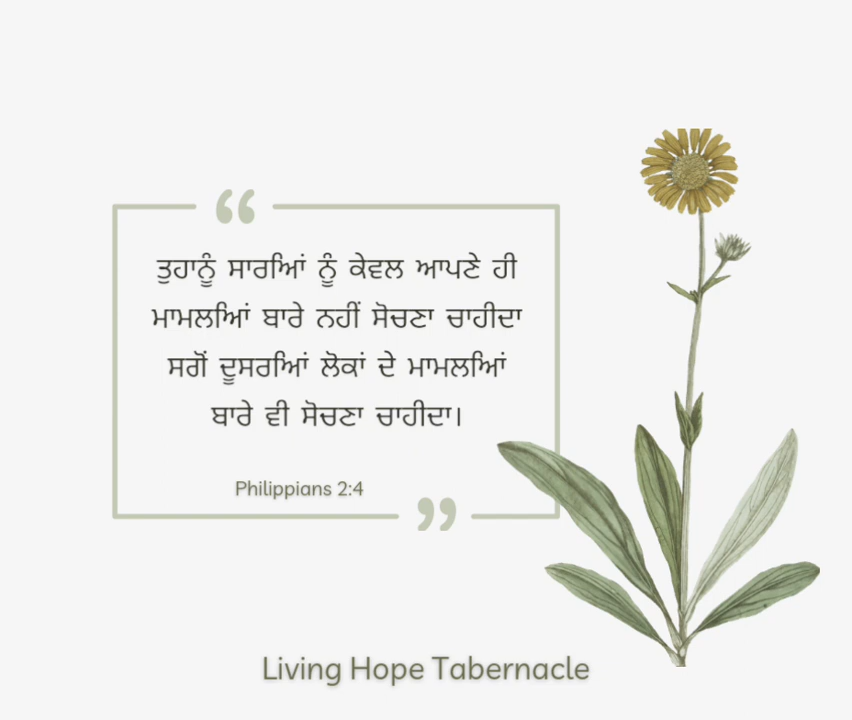 ਤੁਹਾਨੂੰ ਸਾਰਿਆਂ ਨੂੰ ਕੇਵਲ ਆਪਣੇ ਹੀ
ਮਾਮਲਿਆਂ ਬਾਰੇ ਨਹੀਂ ਸੋਚਣਾ ਚਾਹੀਦਾ
ਸਗੋਂ ਦੂਸਰਿਆਂ ਲੋਕਾਂ ਦੇ ਮਾਮਲਿਆਂ
ਬਾਰੇ ਵੀ ਸੋਚਣਾ ਚਾਹੀਦਾ।
Philippians 2:4
Living Hope Tabernacle